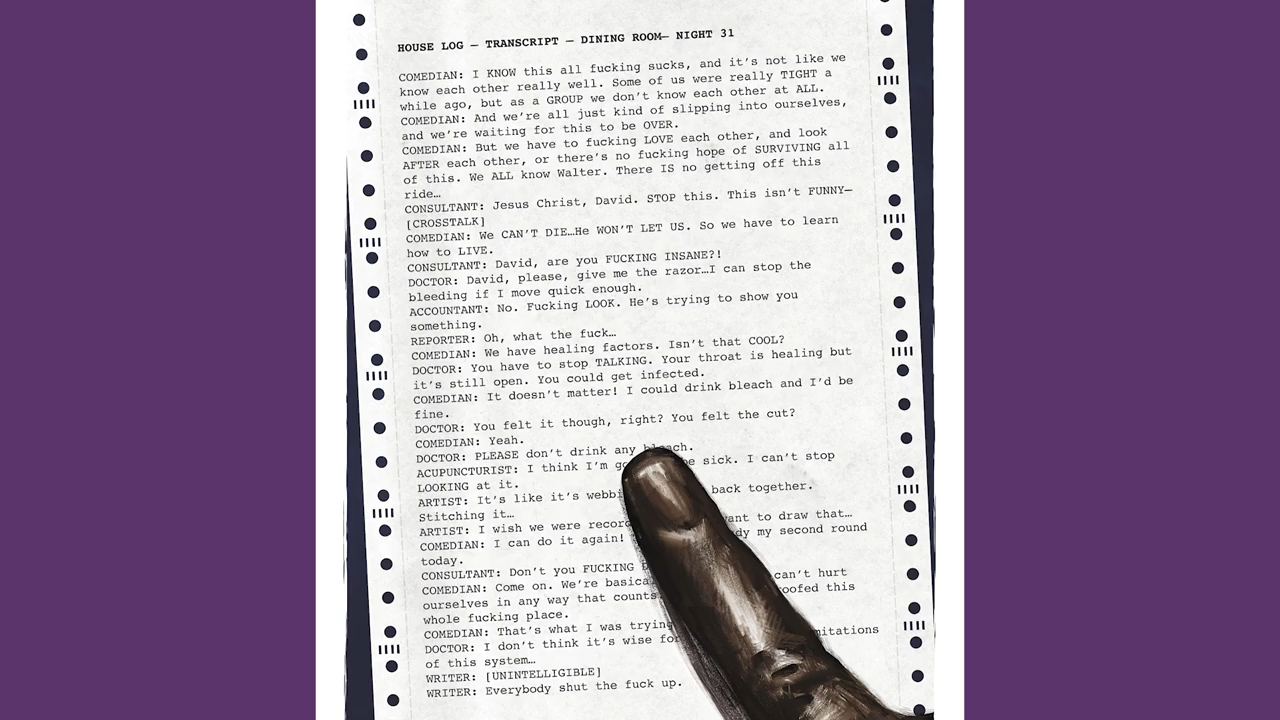 HOUSE LOG — TRANSCRIPT — DINING ROOM— NIGHT 31
COMEDIAN: I KNOW this all fucking sucks, and it's not like we
know each other really well. Some of us were really TIGHT a
while ago, but as a GROUP we don't know each other at ALL.
COMEDIAN: And we're all just kind of slipping into ourselves,
and we're waiting for this to be OVER.
COMEDIAN: But we have to fucking LOVE each other, and look
AFTER each other, or there's no fucking hope of SURVIVING all
of this. We ALL know Walter. There IS no getting off this
ride…
CONSULTANT: Jesus Christ, David. STOP this. This isn't FUNNY—
[CROSSTALK]
COMEDIAN: We CAN'T DIE…He WON'T LET US. So we have to learn
how to LIVE.
CONSULTANT: David, are you FUCKING INSANE?!
DOCTOR: David, please, give me the razor…I can stop the
bleeding if I move quick enough.
ACCOUNTANT: No. Fucking LOOK. He's trying to show you
something.
REPORTER: Oh, what the fuck…
COMEDIAN: We have healing factors. Isn't that COOL?
DOCTOR: You have to stop TALKING. Your throat is healing but
it's still open. You could get infected.
COMEDIAN: It doesn't matter! I could drink bleach and I'd be
fine.
DOCTOR: You felt it though, right? You felt the cut?
COMEDIAN: Yeah.
DOCTOR: PLEASE don't drink any bleach.
ACUPUNCTURIST: I think I'm be sick. I can't stop
LOOKING at it.
ARTIST: It's like it's back together.
Stitching it…
ARTIST: I wish we were want to draw that…
COMEDIAN: I can do it again! my second round
today.
CONSULTANT: Don't you FUCKING
COMEDIAN: Come on. We're can't hurt
ourselves in any way that counts. this
whole fucking place.
COMEDIAN: That's what I was
DOCTOR: I don't think it's wise for
of this system…
WRITER: [UNINTELLIGIBLE]
WRITER: Everybody shut the fuck up.